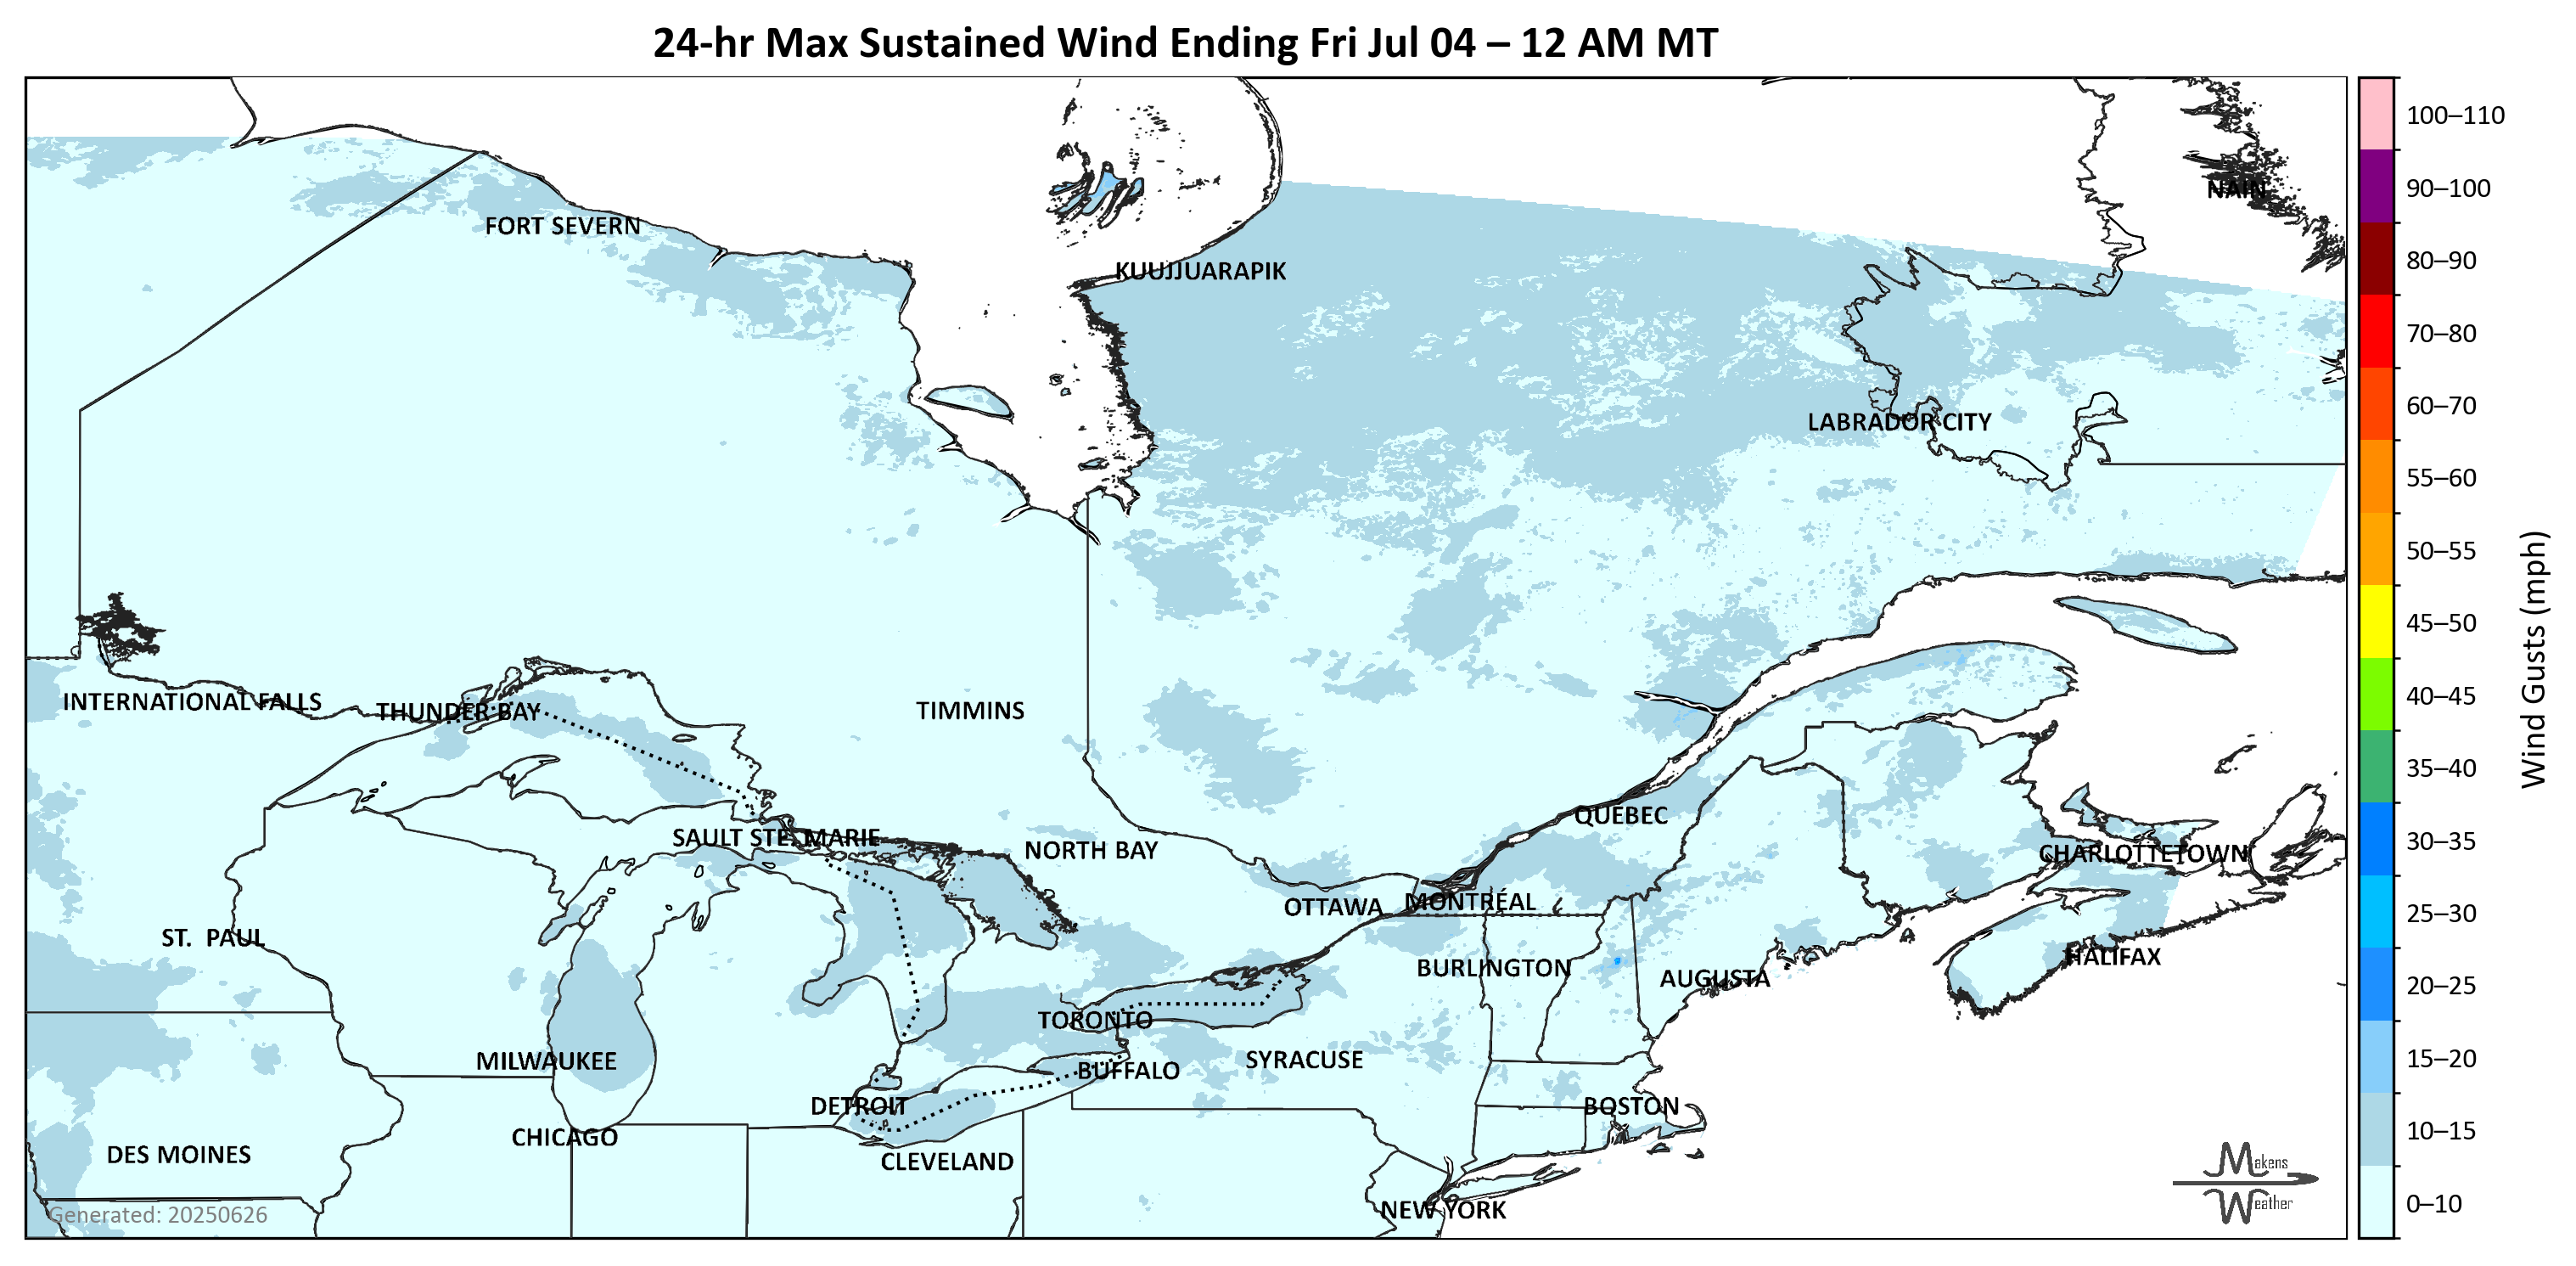 24-hr Max Sustained Wind Ending Fri Jul 04 – 12 AM MT
100–110
90–100
80–90
70–80
60–70
55–60
50–55
45–50
40–45
35–40
30–35
25–30
20–25
15–20
10–15
0–10
Wind Gusts (mph)
NAIN
FORT SEVERN
KUUJJUARAPIK
LABRADOR CITY
INTERNATIONAL FALLS
THUNDER BAY
TIMMINS
QUEBEC
SAULT STE. MARIE
NORTH BAY
CHARLOTTETOWN
OTTAWA
MONTRÉAL
ST. PAUL
HALIFAX
BURLINGTON
AUGUSTA
TORONTO
MILWAUKEE
SYRACUSE
BUFFALO
DETROIT
BOSTON
CHICAGO
DES MOINES
CLEVELAND
NEW YORK
Generated: 20250626
Makens
Weather